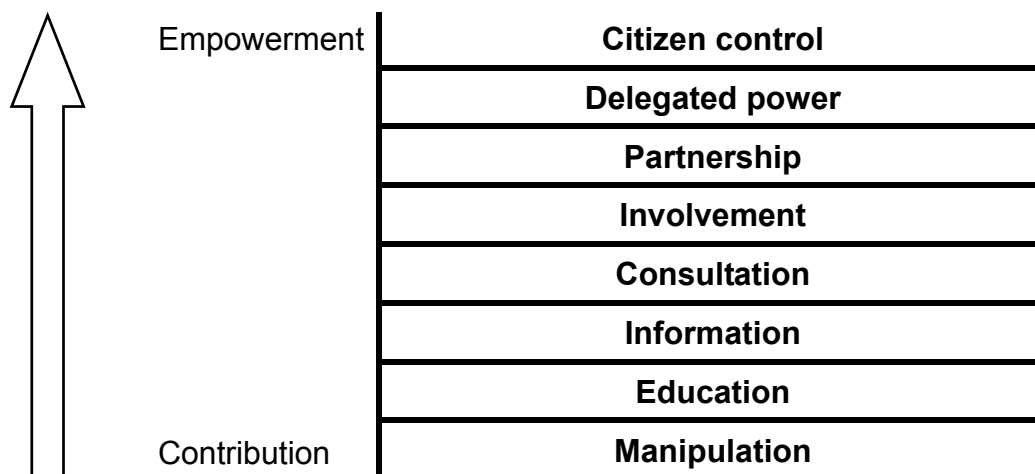 Empowerment Citizen control
Delegated power
Partnership
Involvement
Consultation
Information
Education
Contribution Manipulation